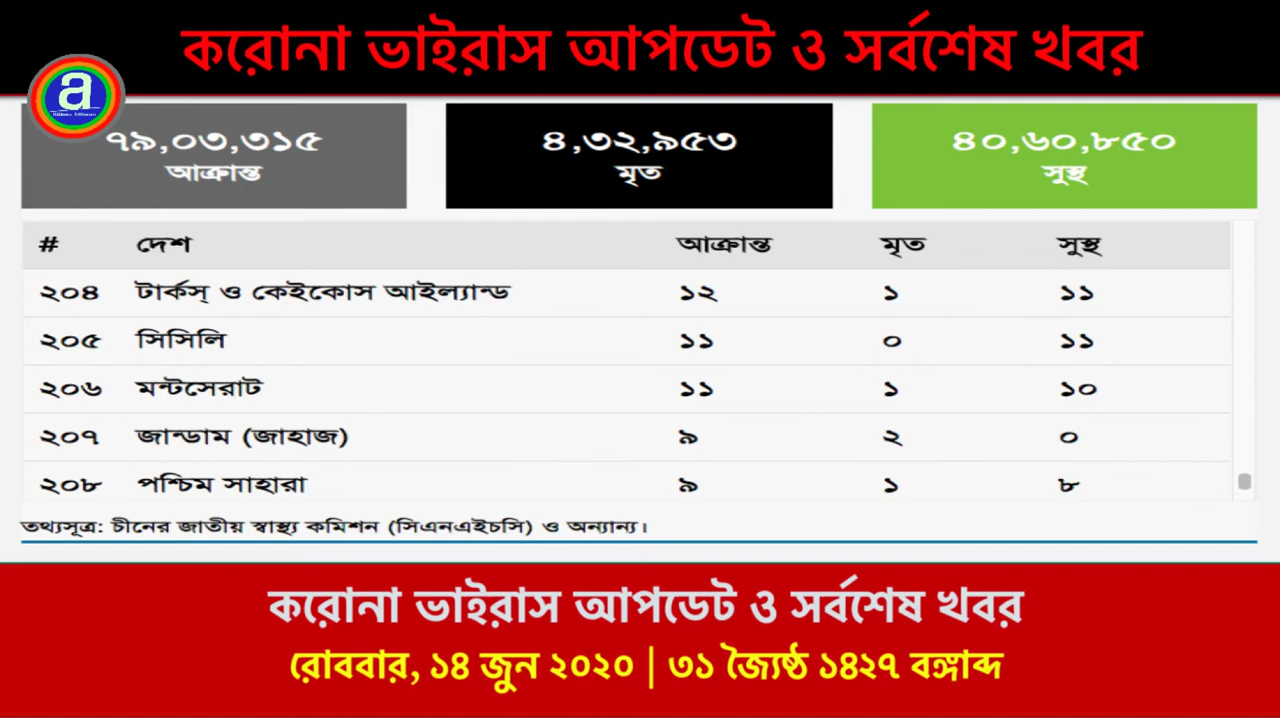 করোনা ভাইরাস আপডেট ও সর্বশেষ খবর
a
৭৯,০৩,৩১৫ ৪,৩২,৯৫৩ ৪০,৬০,৮৫০
আক্রান্ত মৃত সুস্থ
# দেশ আক্রান্ত মৃত সুস্থ
২০৪ টার্কস্ ও কেইকোস আইল্যান্ড ১২ ১ ১১
২০৫ সিসিলি ১১ ০ ১১
২০৬ মন্টসেরাট ১১ ১ ১০
২০৭ জান্ডাম (জাহাজ) ৯ ২ ০
২০৮ পশ্চিম সাহারা ৯ ১ ৮
তথ্যসূত্র: চীনের জাতীয় স্বাস্থ্য কমিশন (সিএনএইচসি) ও অন্যান্য।
করোনা ভাইরাস আপডেট ও সর্বশেষ খবর
রোববার, ১৪ জুন ২০২০ | ৩১ জ্যৈষ্ঠ ১৪২৭ বঙ্গাব্দ